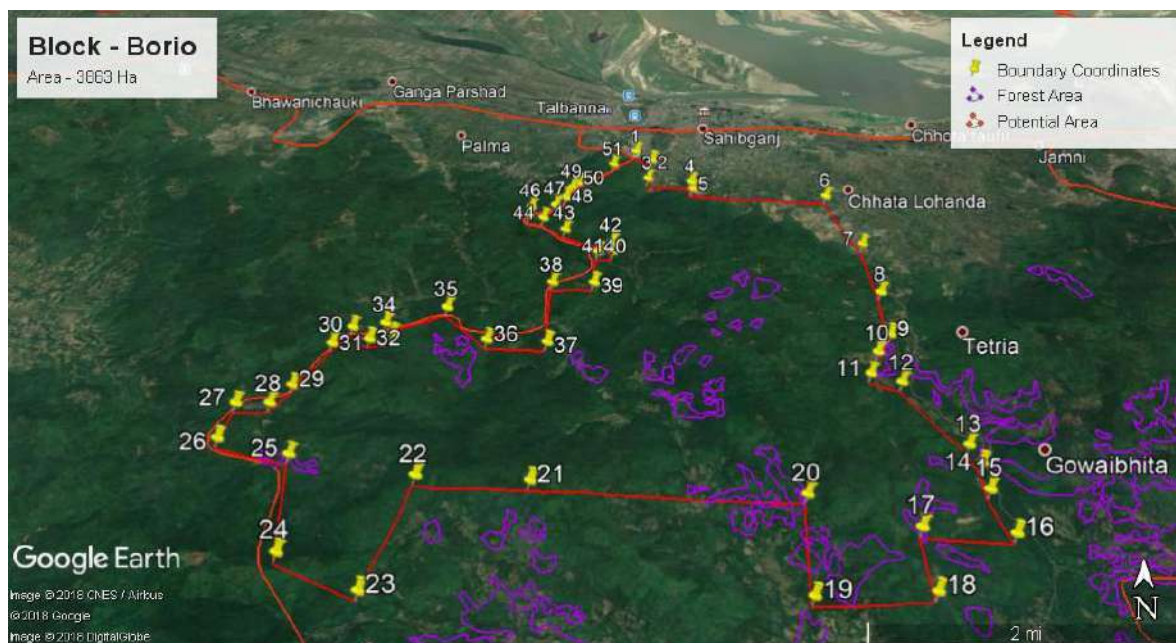 Block - Borio
Area - 3863 Ha
Legend
Boundary Coordinates
Forest Area
Potential Area
Bhawanichauki
Ganga Parshad
Talbanna
Palma
Sahibganj
Jamni
Chhata Lohanda
Tetria
Gowaibhita
1
51
3 2
4
5
6
49
50
46 47
48
44 43
42
41 40
7
38
39
8
35
34
30
31 32
36
37
9
10
11
12
29
28
27
26
25
13
14 15
22
21
20
17
16
24
23
19
18
Google Earth
Image © 2018 CNES / Airbus
© 2018 Google
Image © 2018 DigitalGlobe
N
2 mi